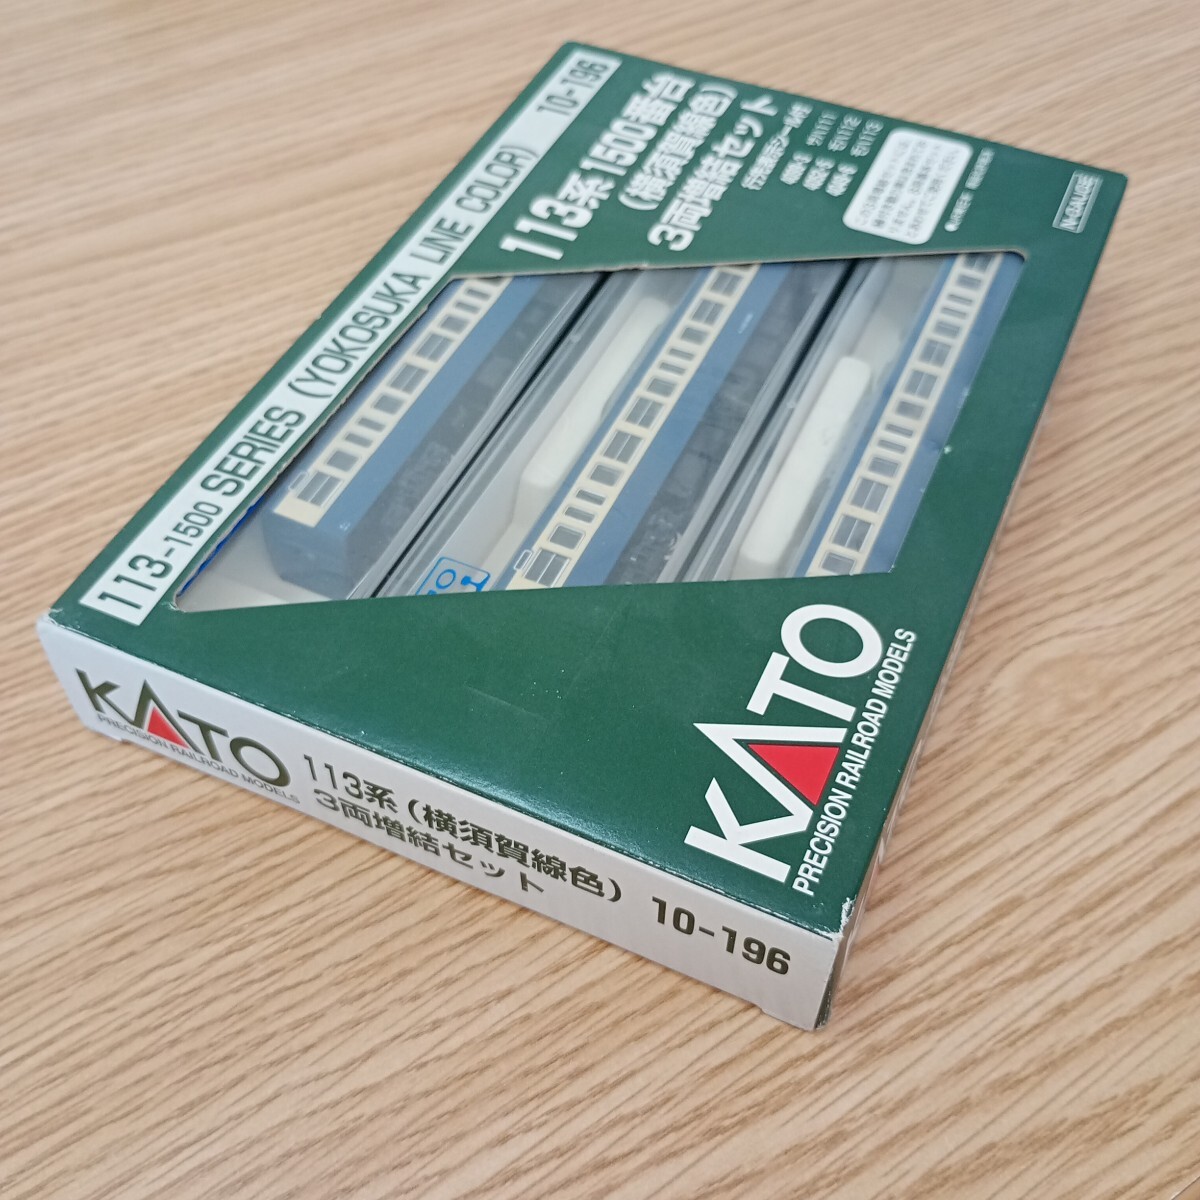 113-1500 SERIES (YOKOSUKA LINE COLOR) 10-196
113系1500番台
(横須賀線色)
3両増結セット
N-GAUGE
KATO
PRECISION RAILROAD MODELS
KATO
PRECISION RAILROAD MODELS
113系(横須賀線色)
3両増結セット
10-196